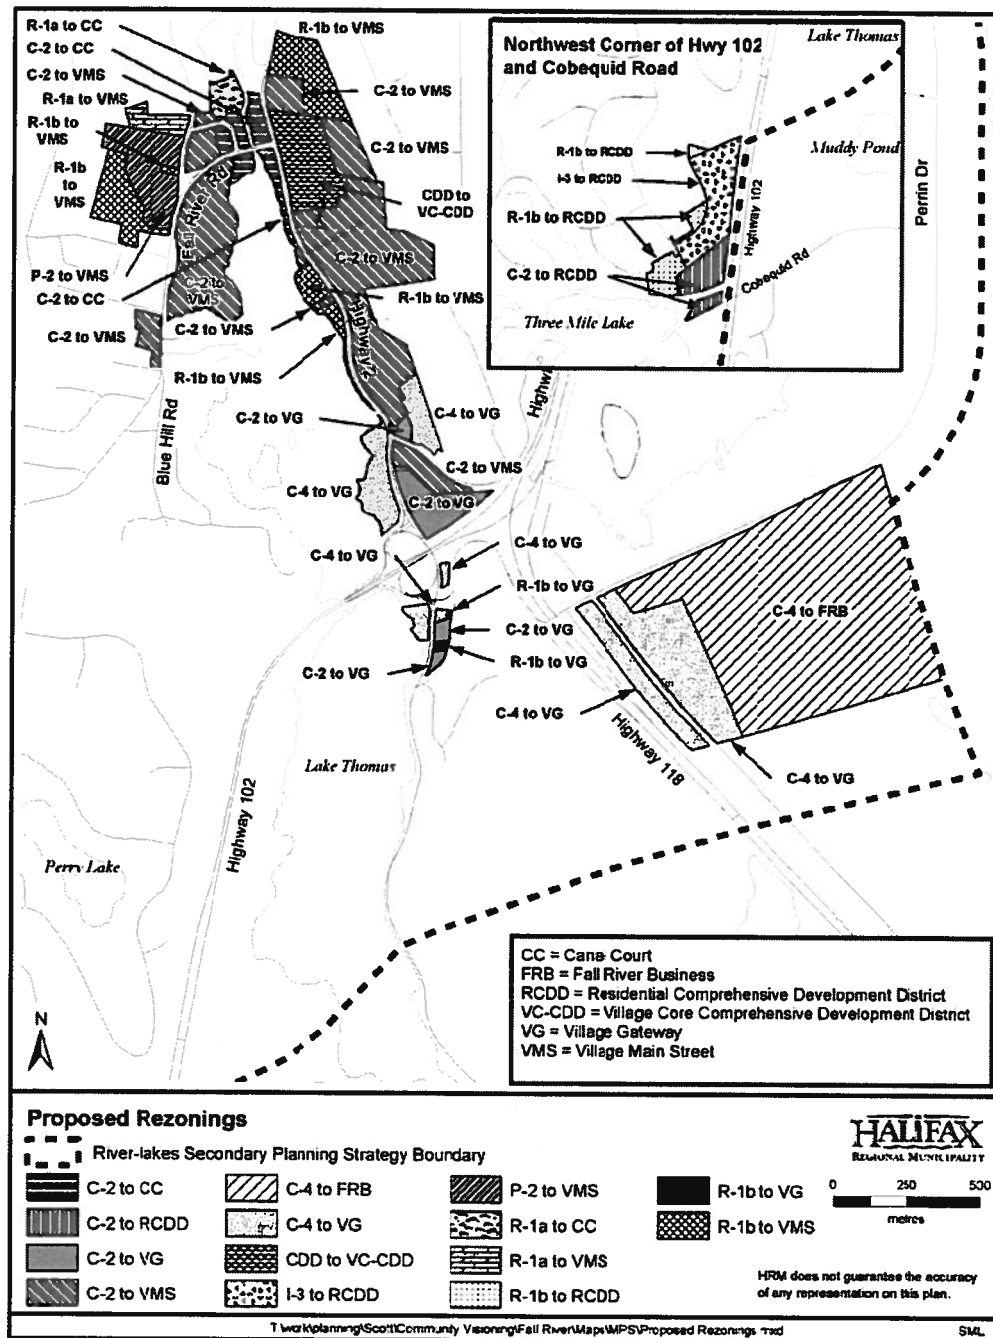 R-1a to CC
C-2 to CC
C-2 to VMS
R-1a to VMS
R-1b to
VMS
R-1b
to
VMS
P-2 to VMS
C-2 to CC
C-2 to VMS
R-1b to VMS
C-2 to VMS
C-2 to VMS
CDD to
VC-CDD
C-2 to VMS
R-1b to VMS
Fall River Rd
C-2 to
VMS
C-2 to VMS
R-1b to VMS
Highway 2
Blue Hill Rd
C-2 to VG
C-4 to VG
C-2 to VMS
C-4 to VG
C-2 to VG
C-4 to VG
C-4 to VG
R-1b to VG
C-2 to VG
R-1b to VG
C-2 to VG
C-4 to VG
C-4 to FRB
C-4 to VG
Highway 118
Highway 102
Lake Thomas
Perry Lake
Perrin Dr
Northwest Corner of Hwy 102
and Cobequid Road
Lake Thomas
Muddy Pond
R-1b to RCDD
I-3 to RCDD
R-1b to RCDD
C-2 to RCDD
Highway 102
Cobequid Rd
Three Mile Lake
N
CC = Cana Court
FRB = Fall River Business
RCDD = Residential Comprehensive Development District
VC-CDD = Village Core Comprehensive Development District
VG = Village Gateway
VMS = Village Main Street
Proposed Rezonings
River-lakes Secondary Planning Strategy Boundary
C-2 to CC
C-2 to RCDD
C-2 to VG
C-2 to VMS
C-4 to FRB
C-4 to VG
CDD to VC-CDD
I-3 to RCDD
P-2 to VMS
R-1a to CC
R-1a to VMS
R-1b to RCDD
R-1b to VG
R-1b to VMS
HALIFAX
REGIONAL MUNICIPALITY
0 250 500
metres
HRM does not guarantee the accuracy
of any representation on this plan.
T:\work\planning\Scott\Community Visioning\Fall River\Maps\MPS\Proposed Rezonings.mxd
SML